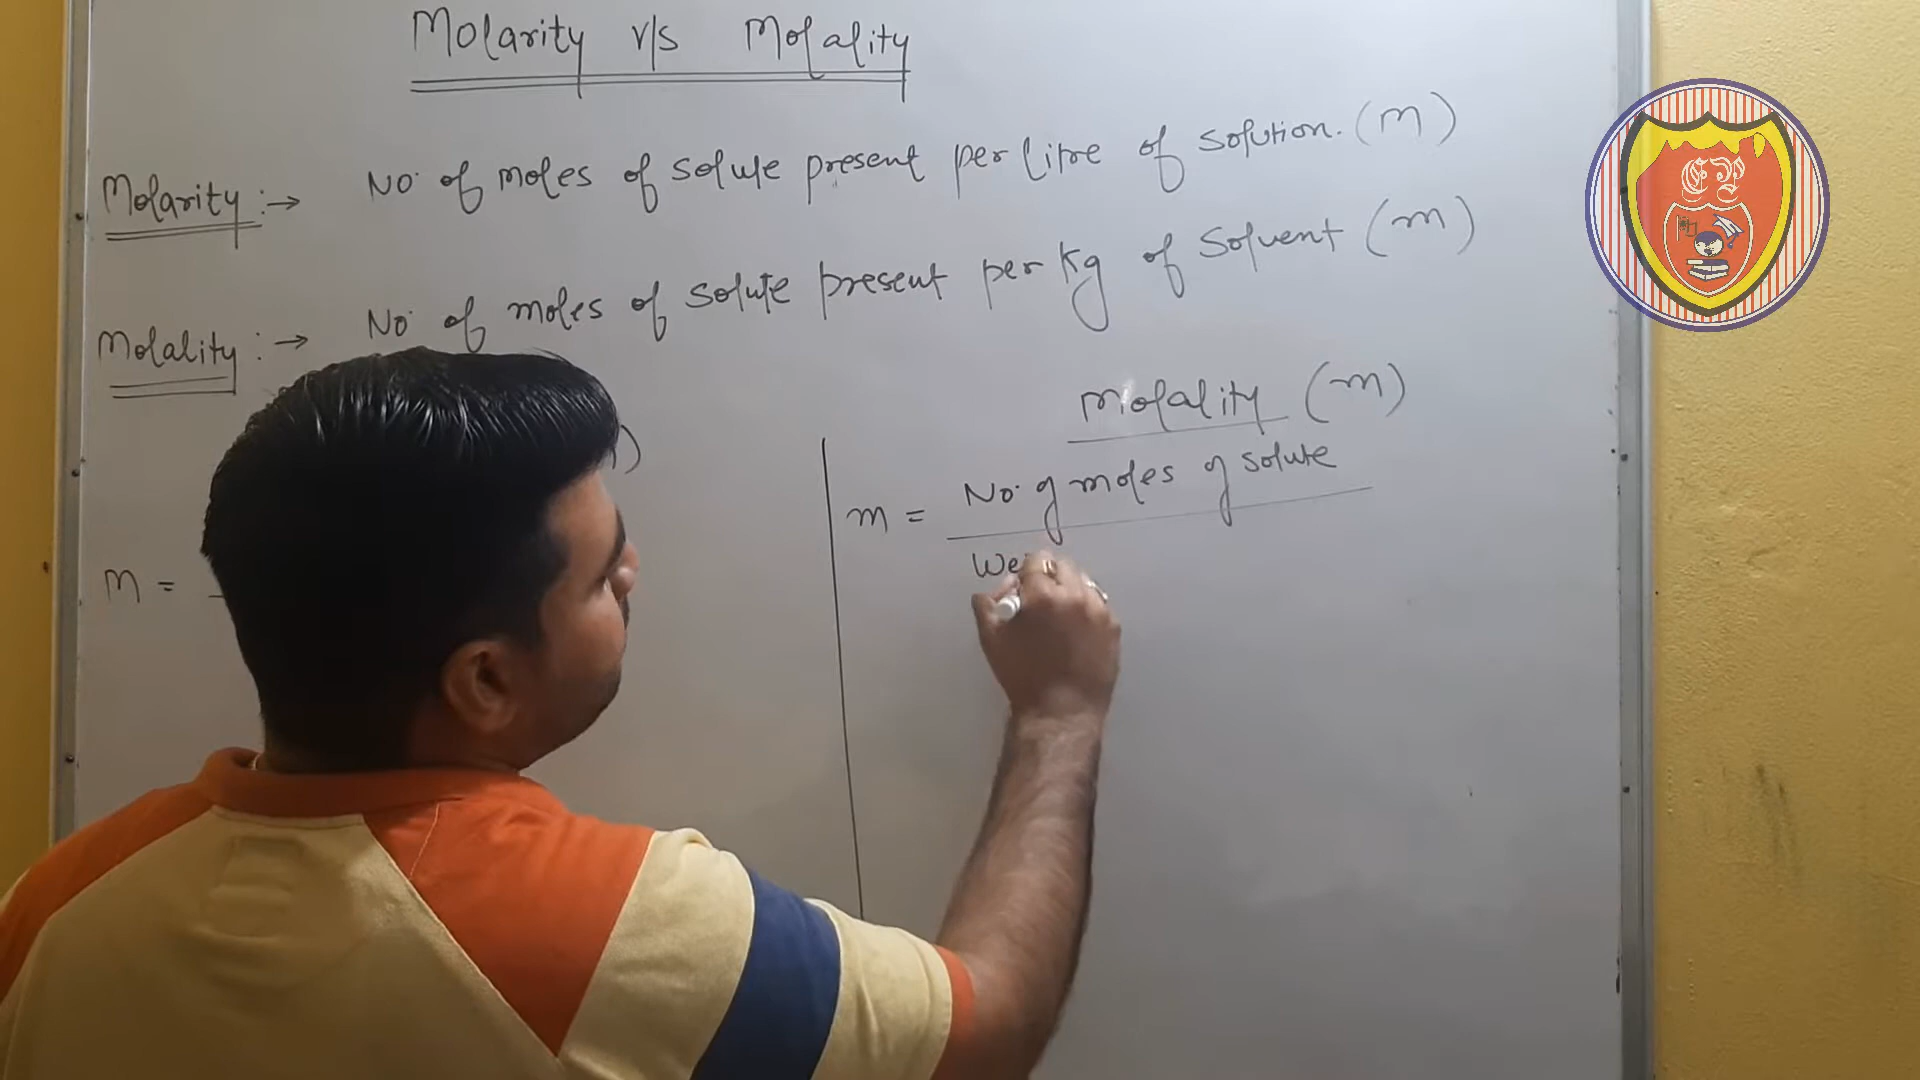 Molarity v/s Molality
Molarity :→ No. of moles of solute present per litre of solution. (M)
Molality :→ No. of moles of solute present per kg of solvent (m)
)
Molality (m)
M =
m = No. of moles of solute
We
EP